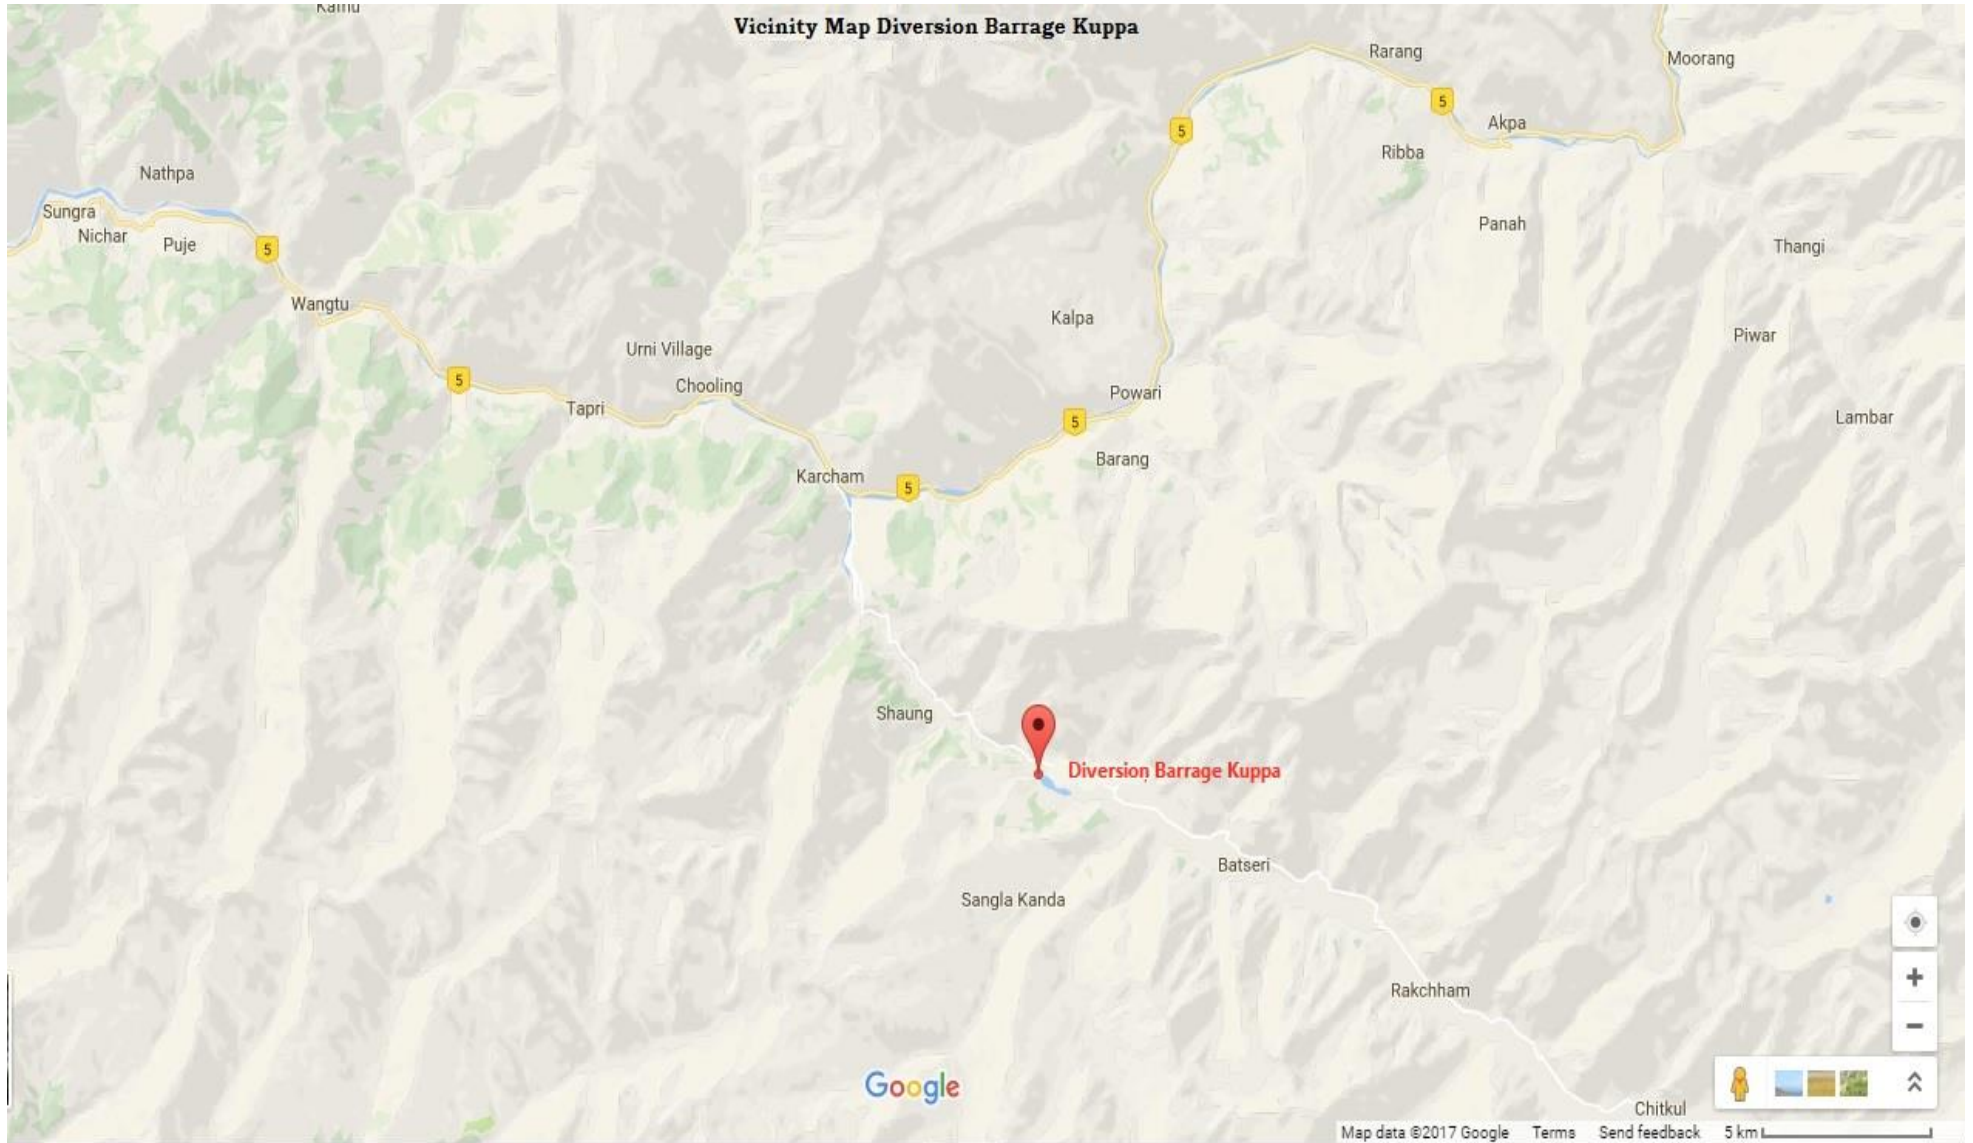 Kamu
Vicinity Map Diversion Barrage Kuppa
Rarang
Moorang
5
Akpa
5
Ribba
Nathpa
Sungra
Nichar
Puje
5
Panah
Thangi
Wangtu
Kalpa
Piwar
Urni Village
Chooling
5
Tapri
Powari
5
Lambar
Barang
Karcham
5
Shaung
Diversion Barrage Kuppa
Batseri
Sangla Kanda
Rakchham
Google
Chitkul
Map data ©2017 Google Terms Send feedback 5 km